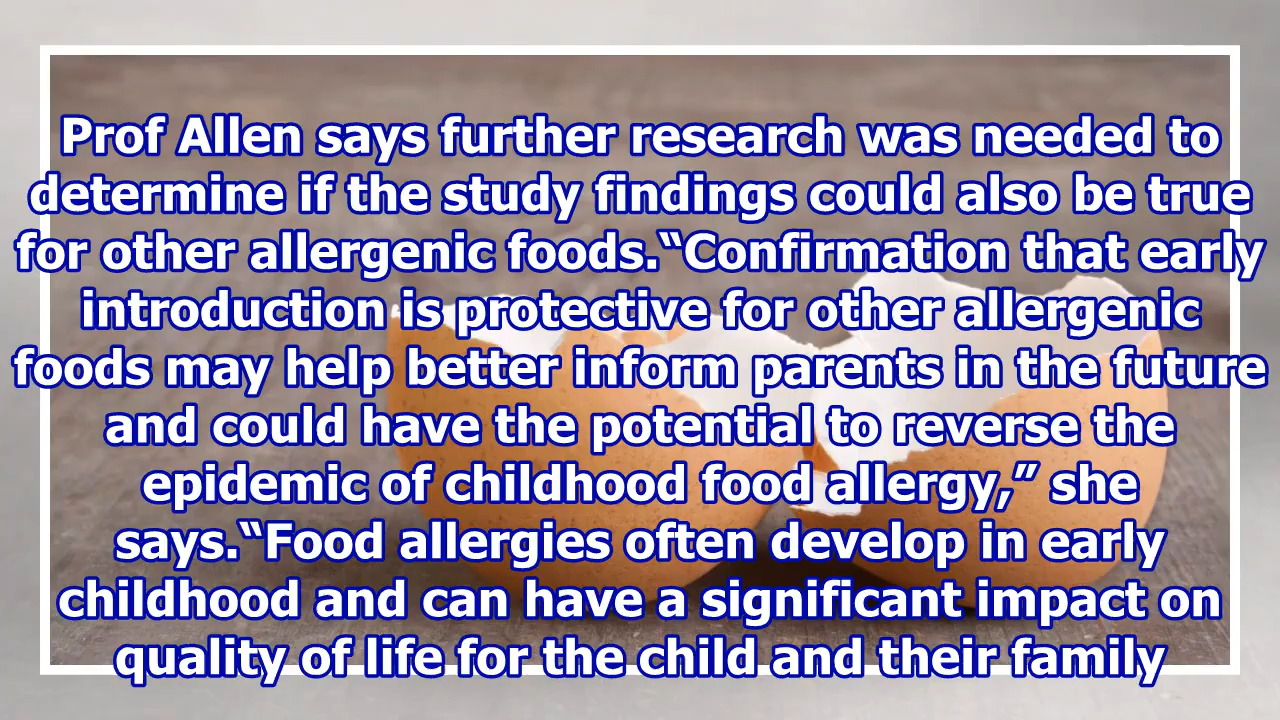 Prof Allen says further research was needed to
determine if the study findings could also be true
for other allergenic foods.“Confirmation that early
introduction is protective for other allergenic
foods may help better inform parents in the future
and could have the potential to reverse the
epidemic of childhood food allergy,” she
says.“Food allergies often develop in early
childhood and can have a significant impact on
quality of life for the child and their family